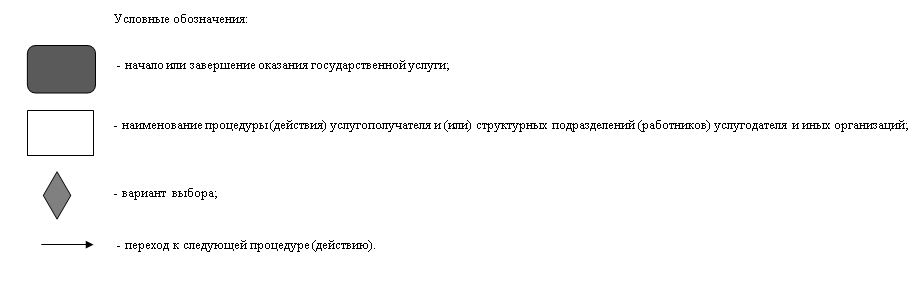 Условные обозначения:
- начало или завершение оказания государственной услуги;
- наименование процедуры (действия) услугополучателя и (или) структурных подразделений (работников) услугодателя и иных организаций;
- вариант выбора;
- переход к следующей процедуре (действию).